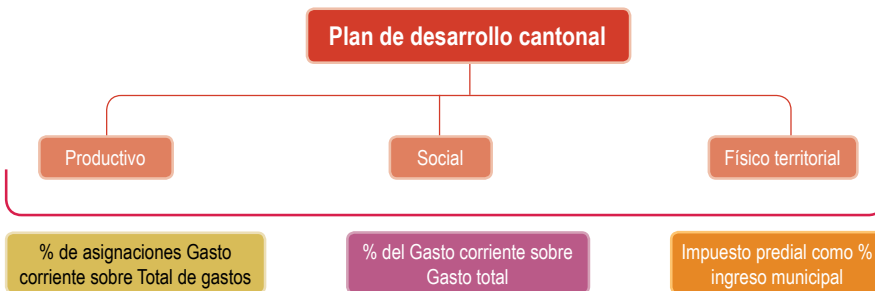 Plan de desarrollo cantonal
Productivo
Social
Físico territorial
% de asignaciones Gasto
corriente sobre Total de gastos
% del Gasto corriente sobre
Gasto total
Impuesto predial como %
ingreso municipal